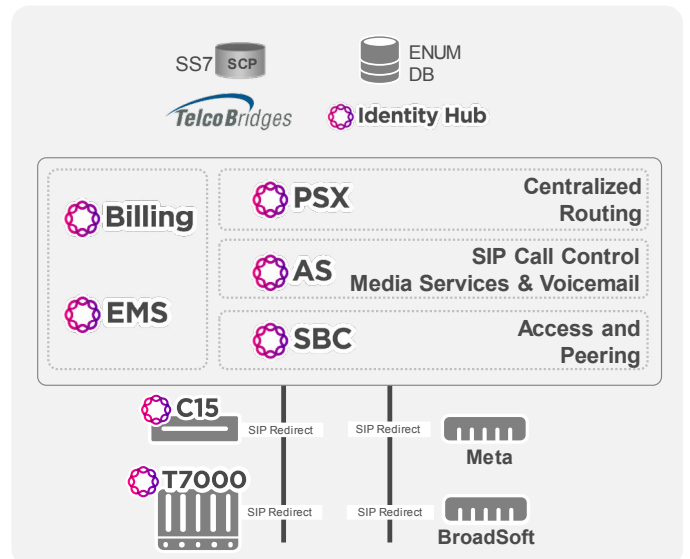 SS7 SCP
ENUM
DB
TelcoBridges
Identity Hub
Billing
EMS
PSX
Centralized
Routing
AS
SIP Call Control
Media Services & Voicemail
SBC
Access and
Peering
C15
SIP Redirect
SIP Redirect
Meta
T7000
SIP Redirect
SIP Redirect
BroadSoft